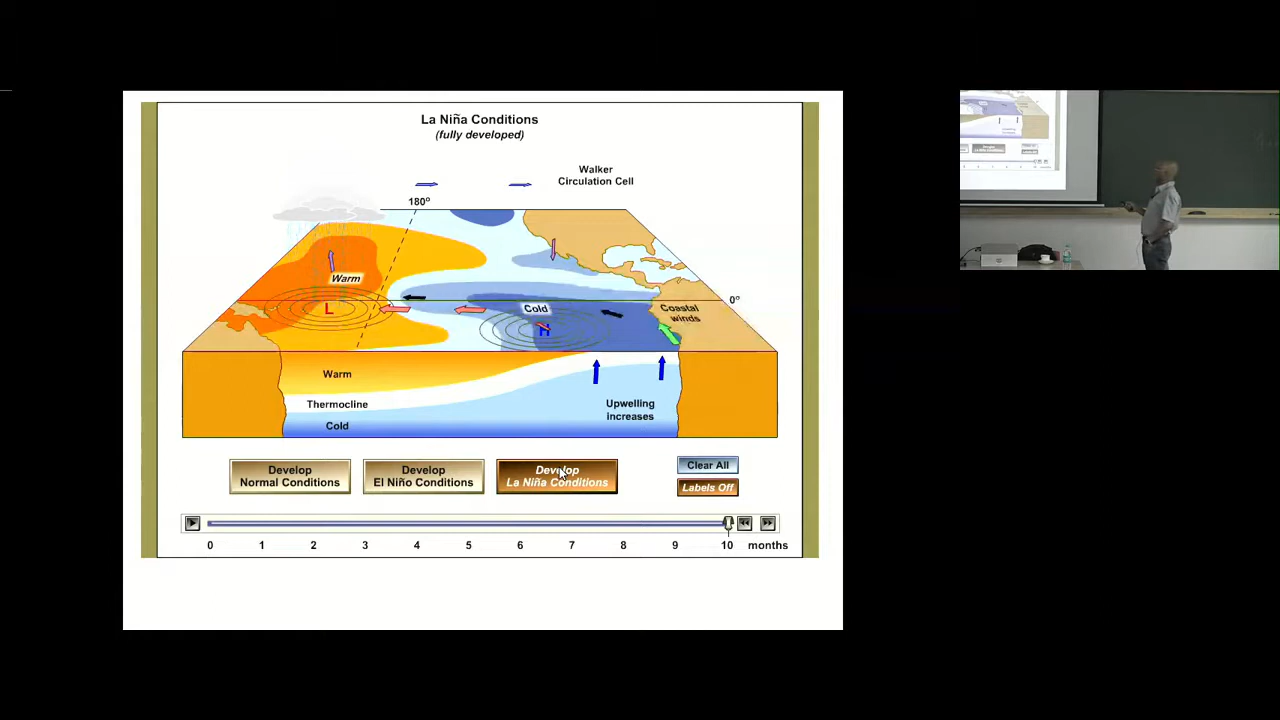 La Niña Conditions
(fully developed)
Walker
Circulation Cell
180º
Warm
L
Cold
H
0º
Coastal
winds
Warm
Thermocline
Cold
Upwelling
increases
Develop
Normal Conditions
Develop
El Niño Conditions
Develop
La Niña Conditions
Clear All
Labels Off
0 1 2 3 4 5 6 7 8 9 10 months